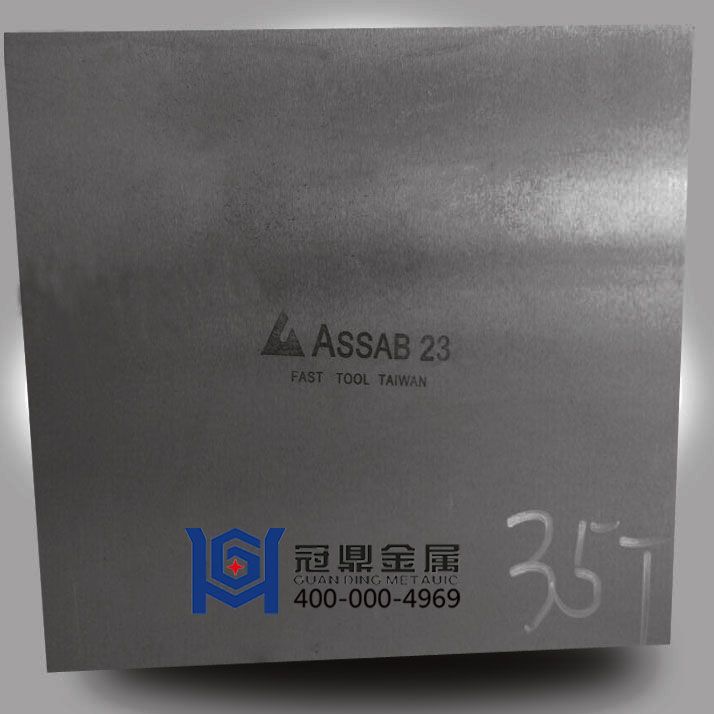 ASSAB 23
FAST TOOL TAIWAN
冠鼎金属
GUAN DING METAUIC
400-000-4969
35T